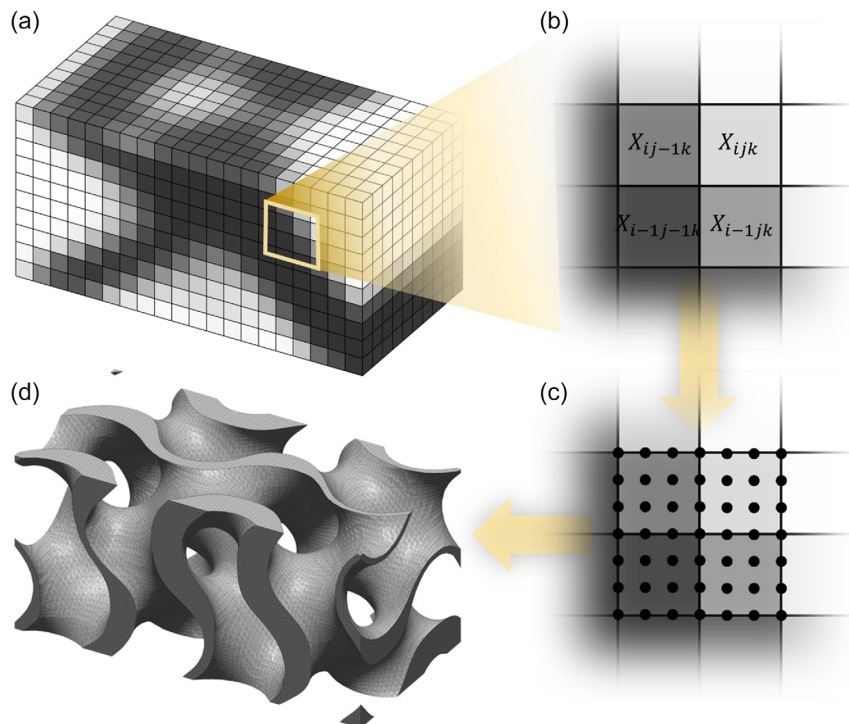 (a)
(b)
X_{ij−1k} X_{ijk}
X_{i−1j−1k} X_{i−1jk}
(d)
(c)